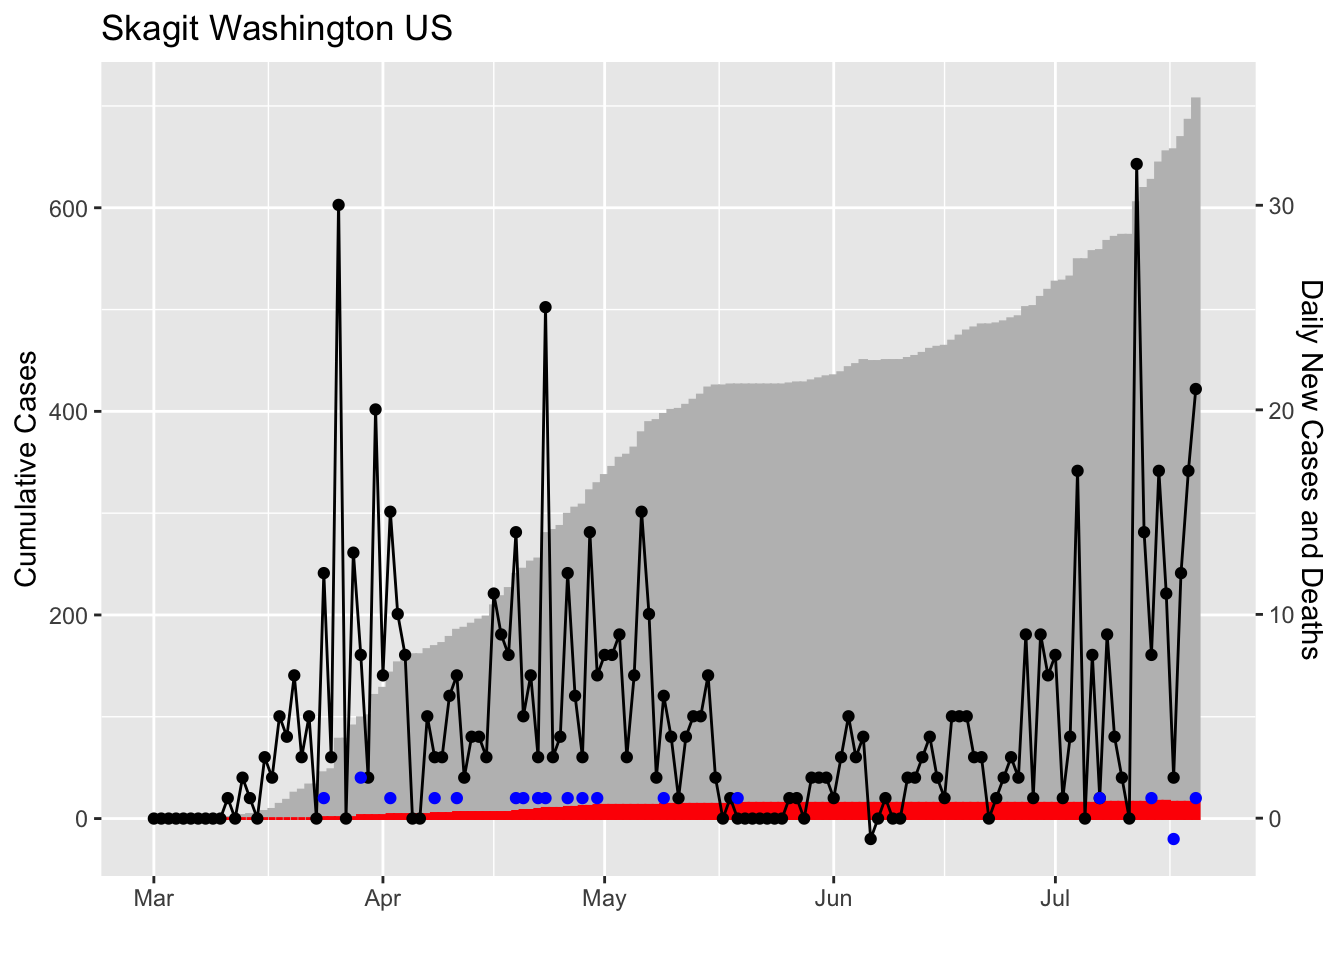 Skagit Washington US
Cumulative Cases
600
400
200
0
30
20
10
0
Daily New Cases and Deaths
Mar
Apr
May
Jun
Jul